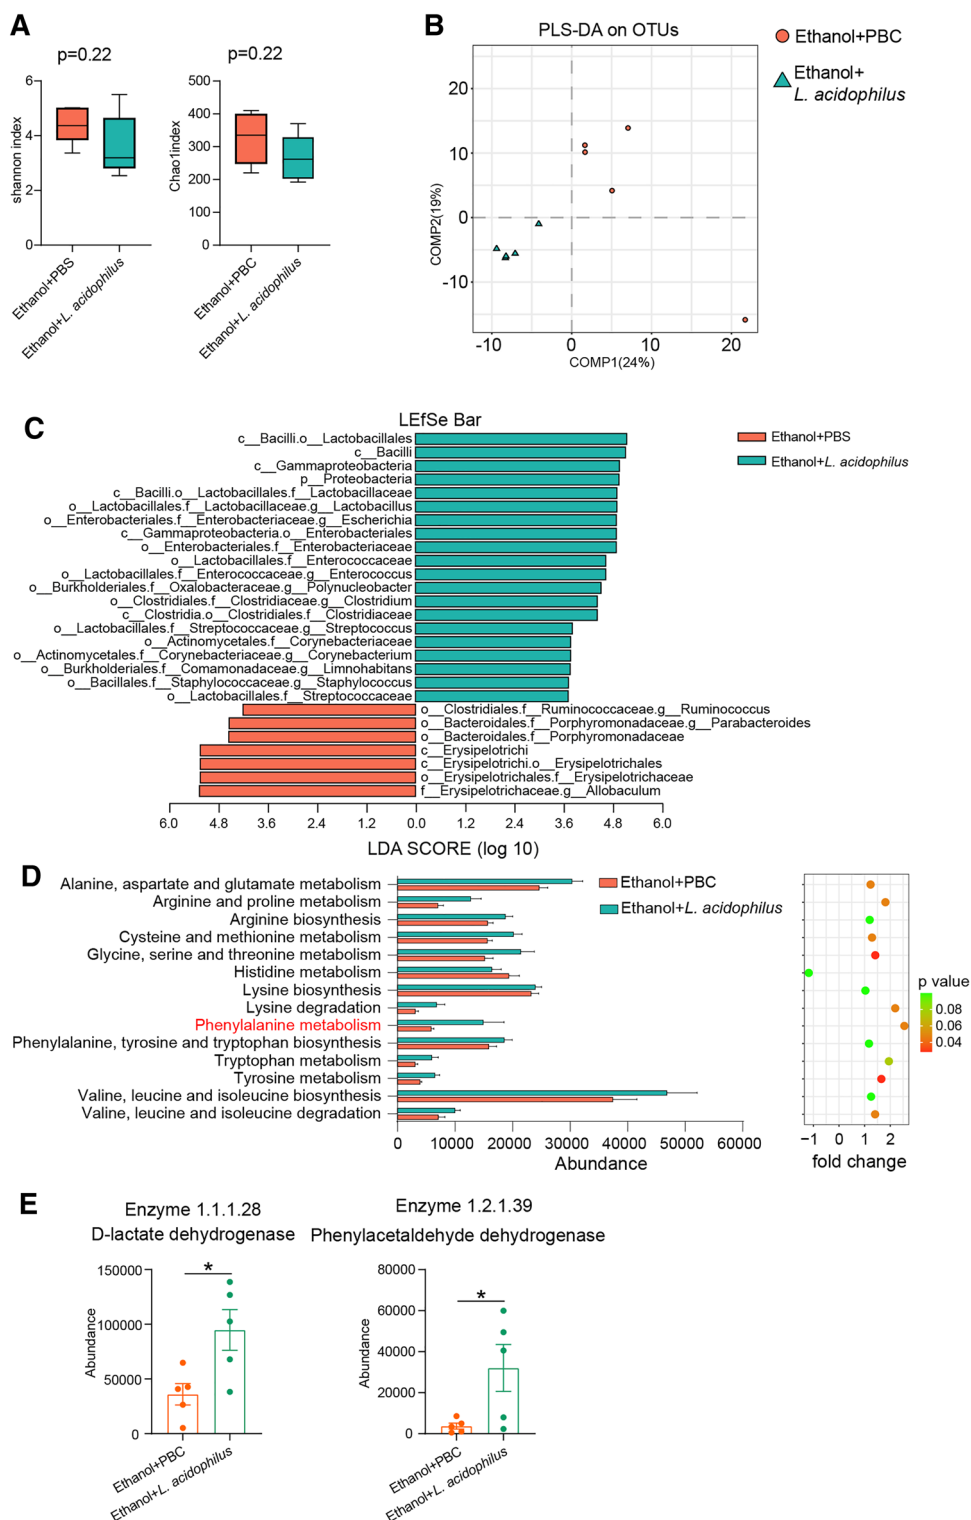 A
p=0.22
p=0.22
shannon index
6
4
2
0
Ethanol+PBS
Ethanol+L. acidophilus
Chao1index
500
400
300
200
100
0
Ethanol+PBC
Ethanol+L. acidophilus
B
PLS-DA on OTUs
Ethanol+PBC
Ethanol+
L. acidophilus
COMP2(19%)
20
10
0
-10
-10 0 10 20
COMP1(24%)
C
LEfSe Bar
Ethanol+PBS
Ethanol+L. acidophilus
c__Bacilli.o__Lactobacillales
c__Bacilli
c__Gammaproteobacteria
p__Proteobacteria
c__Bacilli.o__Lactobacillales.f__Lactobacillaceae
o__Lactobacillales.f__Lactobacillaceae.g__Lactobacillus
o__Enterobacteriales.f__Enterobacteriaceae.g__Escherichia
c__Gammaproteobacteria.o__Enterobacteriales
o__Enterobacteriales.f__Enterobacteriaceae
o__Lactobacillales.f__Enterococcaceae
o__Lactobacillales.f__Enterococcaceae.g__Enterococcus
o__Burkholderiales.f__Oxalobacteraceae.g__Polynucleobacter
o__Clostridiales.f__Clostridiaceae.g__Clostridium
c__Clostridia.o__Clostridiales.f__Clostridiaceae
o__Lactobacillales.f__Streptococcaceae.g__Streptococcus
o__Actinomycetales.f__Corynebacteriaceae
o__Actinomycetales.f__Corynebacteriaceae.g__Corynebacterium
o__Burkholderiales.f__Comamonadaceae.g__Limnohabitans
o__Bacillales.f__Staphylococcaceae.g__Staphylococcus
o__Lactobacillales.f__Streptococcaceae
o__Clostridiales.f__Ruminococcaceae.g__Ruminococcus
o__Bacteroidales.f__Porphyromonadaceae.g__Parabacteroides
o__Bacteroidales.f__Porphyromonadaceae
c__Erysipelotrichi
c__Erysipelotrichi.o__Erysipelotrichales
o__Erysipelotrichales.f__Erysipelotrichaceae
f__Erysipelotrichaceae.g__Allobaculum
6.0 4.8 3.6 2.4 1.2 0.0 1.2 2.4 3.6 4.8 6.0
LDA SCORE (log 10)
D
Ethanol+PBC
Ethanol+L. acidophilus
Alanine, aspartate and glutamate metabolism
Arginine and proline metabolism
Arginine biosynthesis
Cysteine and methionine metabolism
Glycine, serine and threonine metabolism
Histidine metabolism
Lysine biosynthesis
Lysine degradation
Phenylalanine metabolism
Phenylalanine, tyrosine and tryptophan biosynthesis
Tryptophan metabolism
Tyrosine metabolism
Valine, leucine and isoleucine biosynthesis
Valine, leucine and isoleucine degradation
0 10000 20000 30000 40000 50000 60000
Abundance
p value
0.08
0.06
0.04
−1 0 1 2
fold change
E
Enzyme 1.1.1.28
D-lactate dehydrogenase
*
Abundance
150000
100000
50000
0
Ethanol+PBC
Ethanol+L. acidophilus
Enzyme 1.2.1.39
Phenylacetaldehyde dehydrogenase
*
Abundance
80000
60000
40000
20000
0
Ethanol+PBC
Ethanol+L. acidophilus